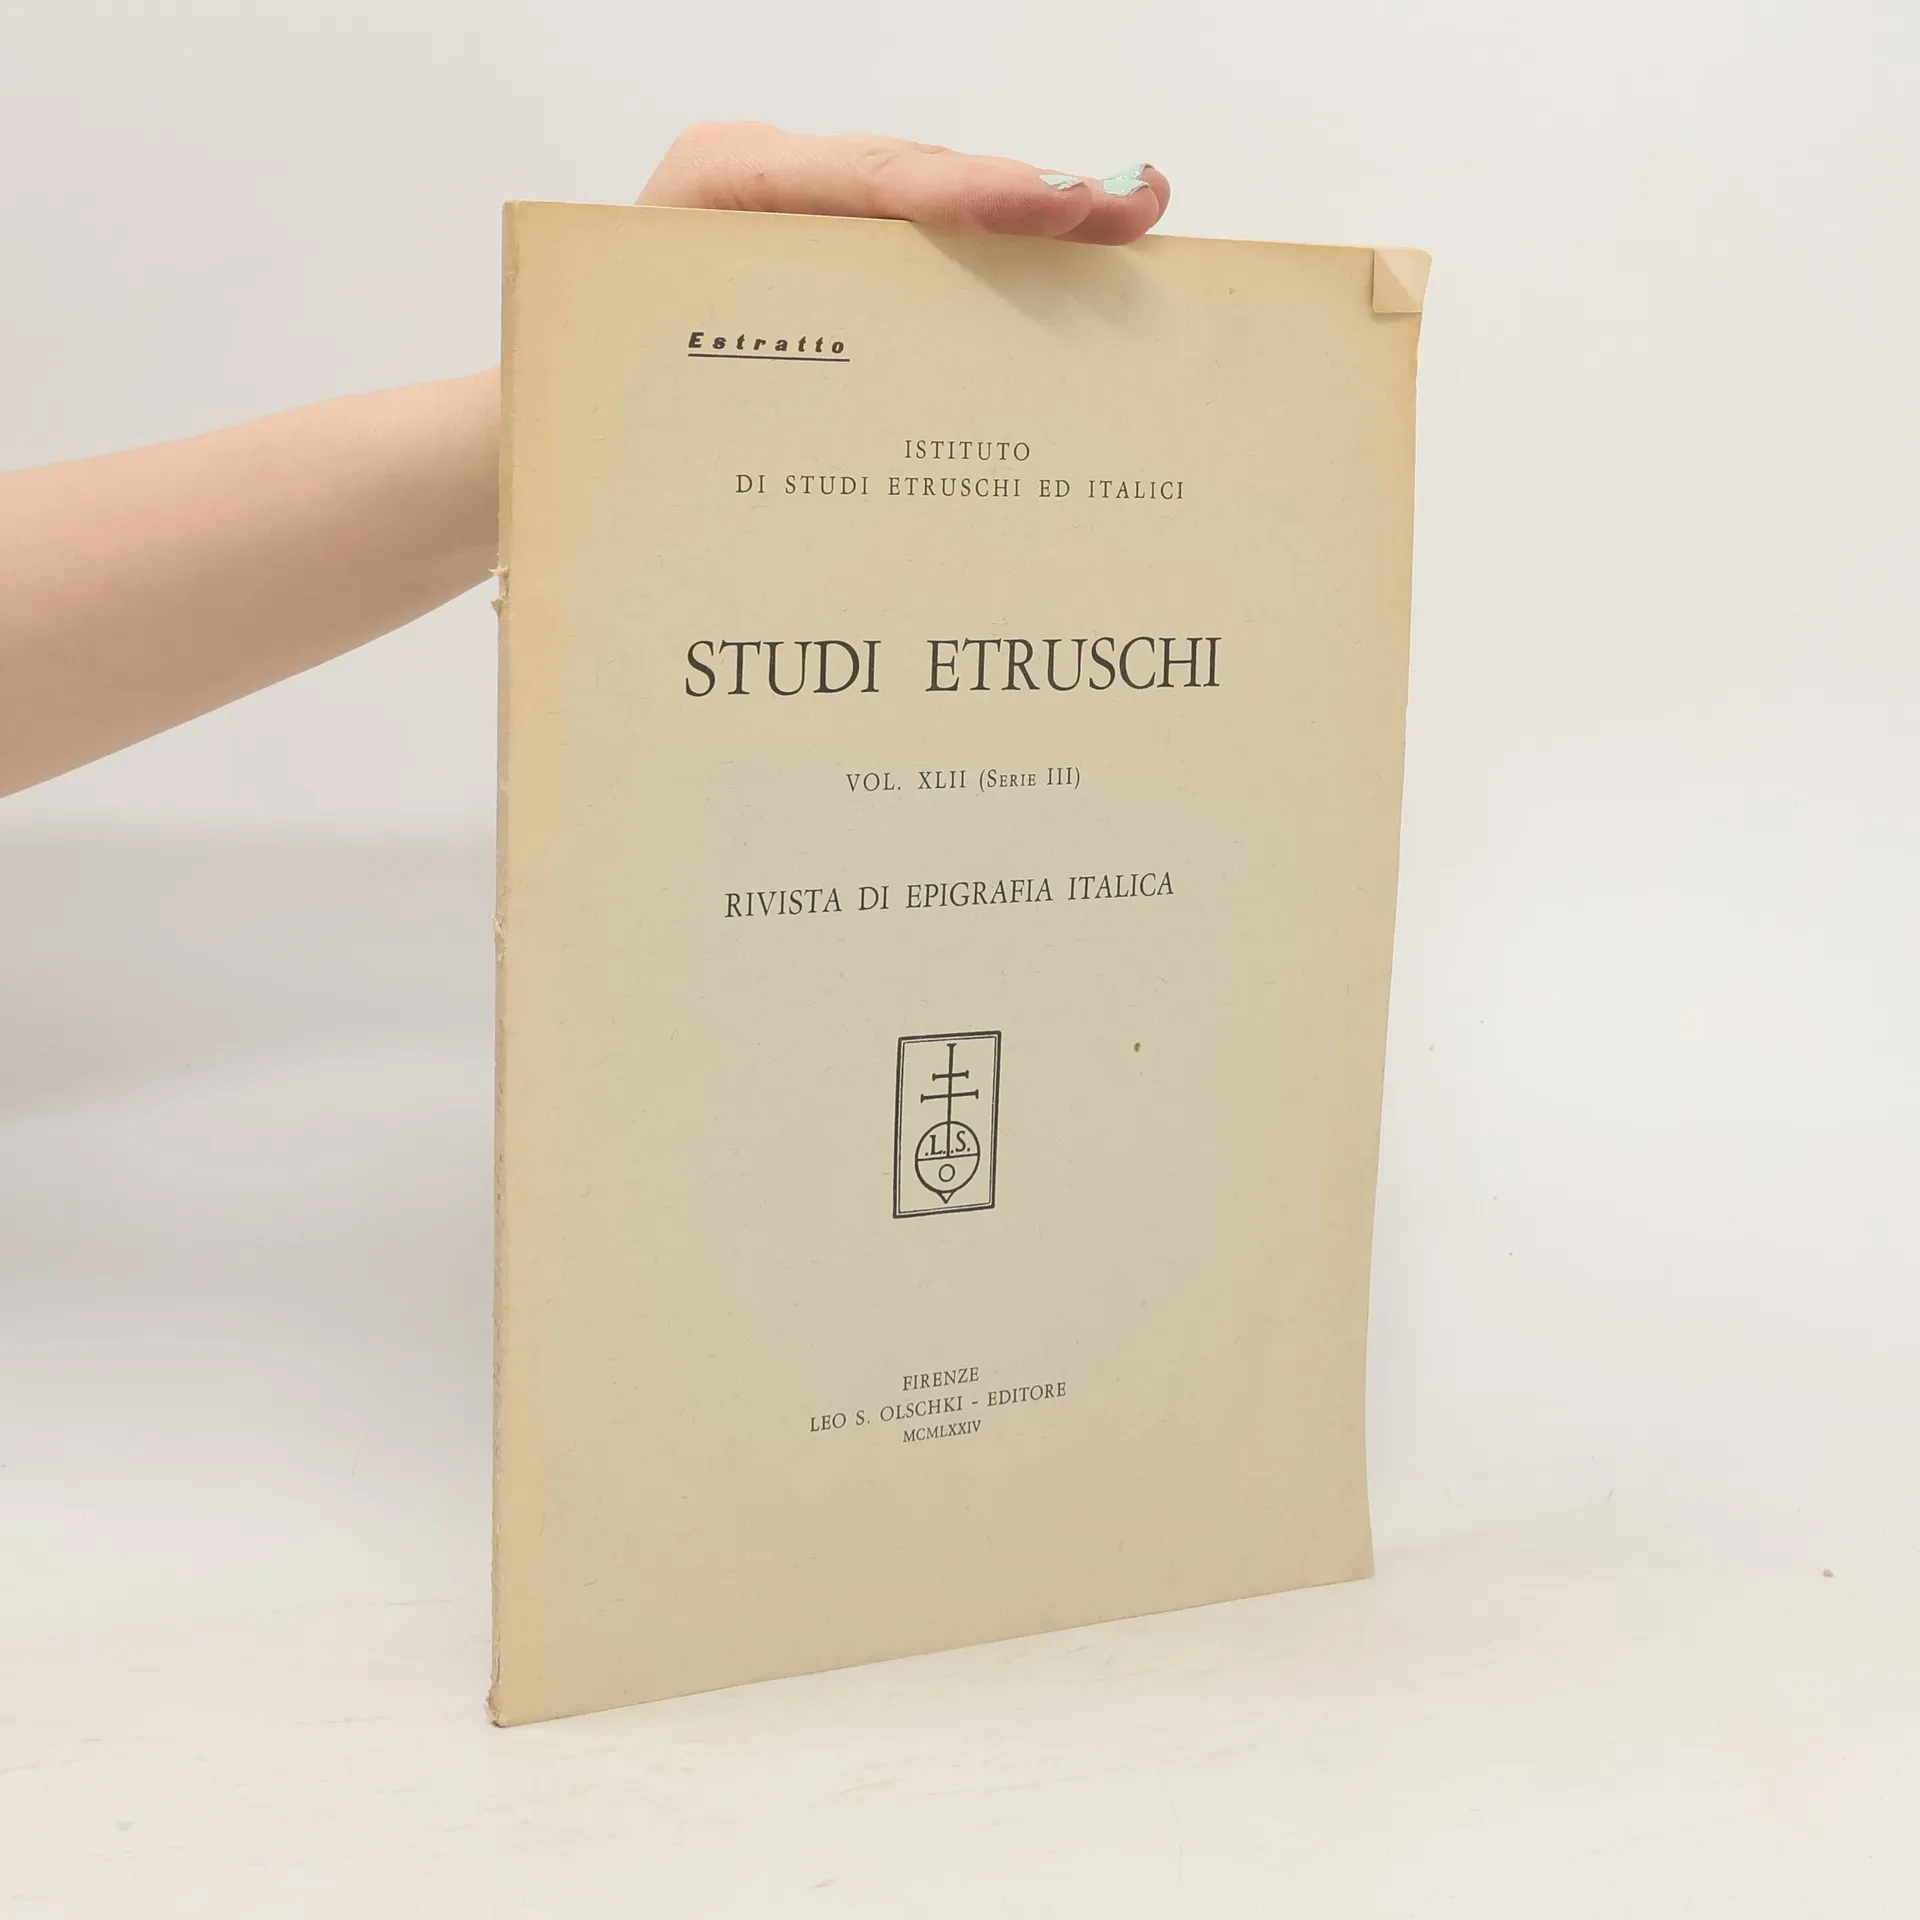 Estratto
ISTITUTO
DI STUDI ETRUSCHI ED ITALICI
STUDI ETRUSCHI
VOL. XLII (SERIE III)
RIVISTA DI EPIGRAFIA ITALICA
.L.S.
O
FIRENZE
LEO S. OLSCHKI - EDITORE
MCMLXXIV